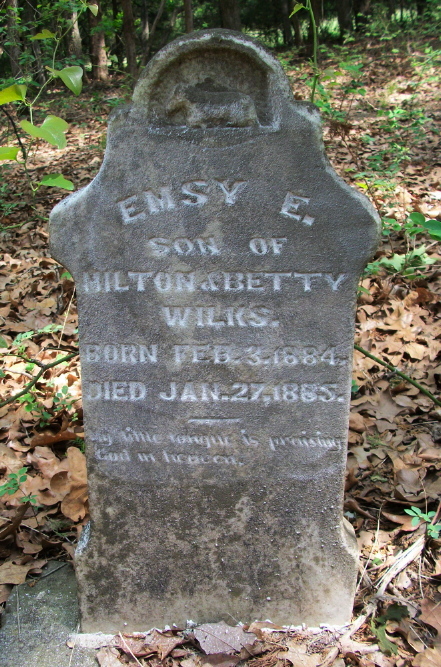 EMSY E.
SON OF
HILTON & BETTY
WILKS.
BORN FEB. 3, 1884.
DIED JAN. 27, 1885.
little tongue is praising
God in heaven.